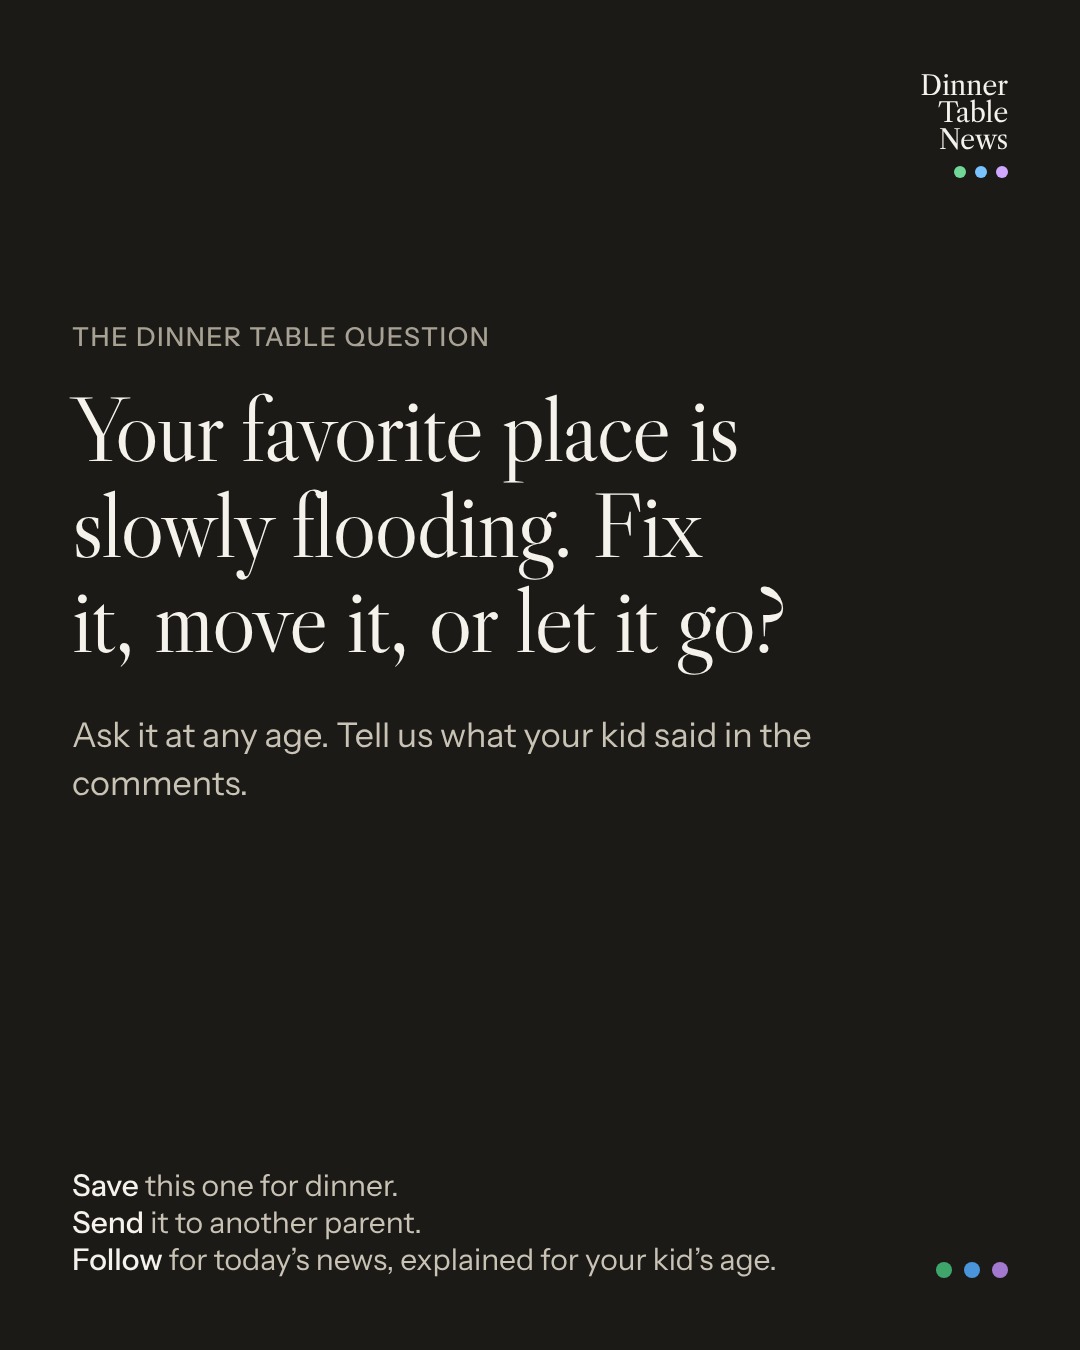 Dinner
Table
News
THE DINNER TABLE QUESTION
Your favorite place is
slowly flooding. Fix
it, move it, or let it go?
Ask it at any age. Tell us what your kid said in the
comments.
Save this one for dinner.
Send it to another parent.
Follow for today’s news, explained for your kid’s age.